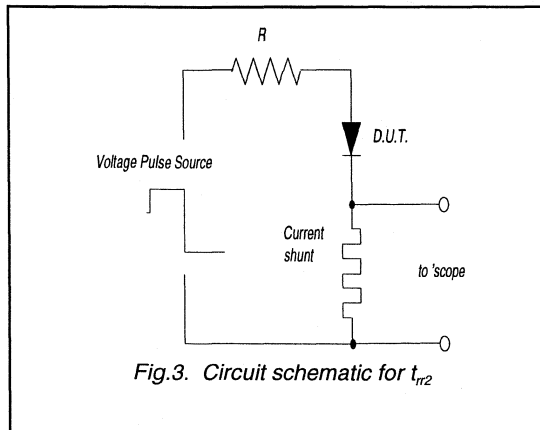 R
D.U.T.
Voltage Pulse Source
Current
shunt
to 'scope
Fig.3. Circuit schematic for trr2